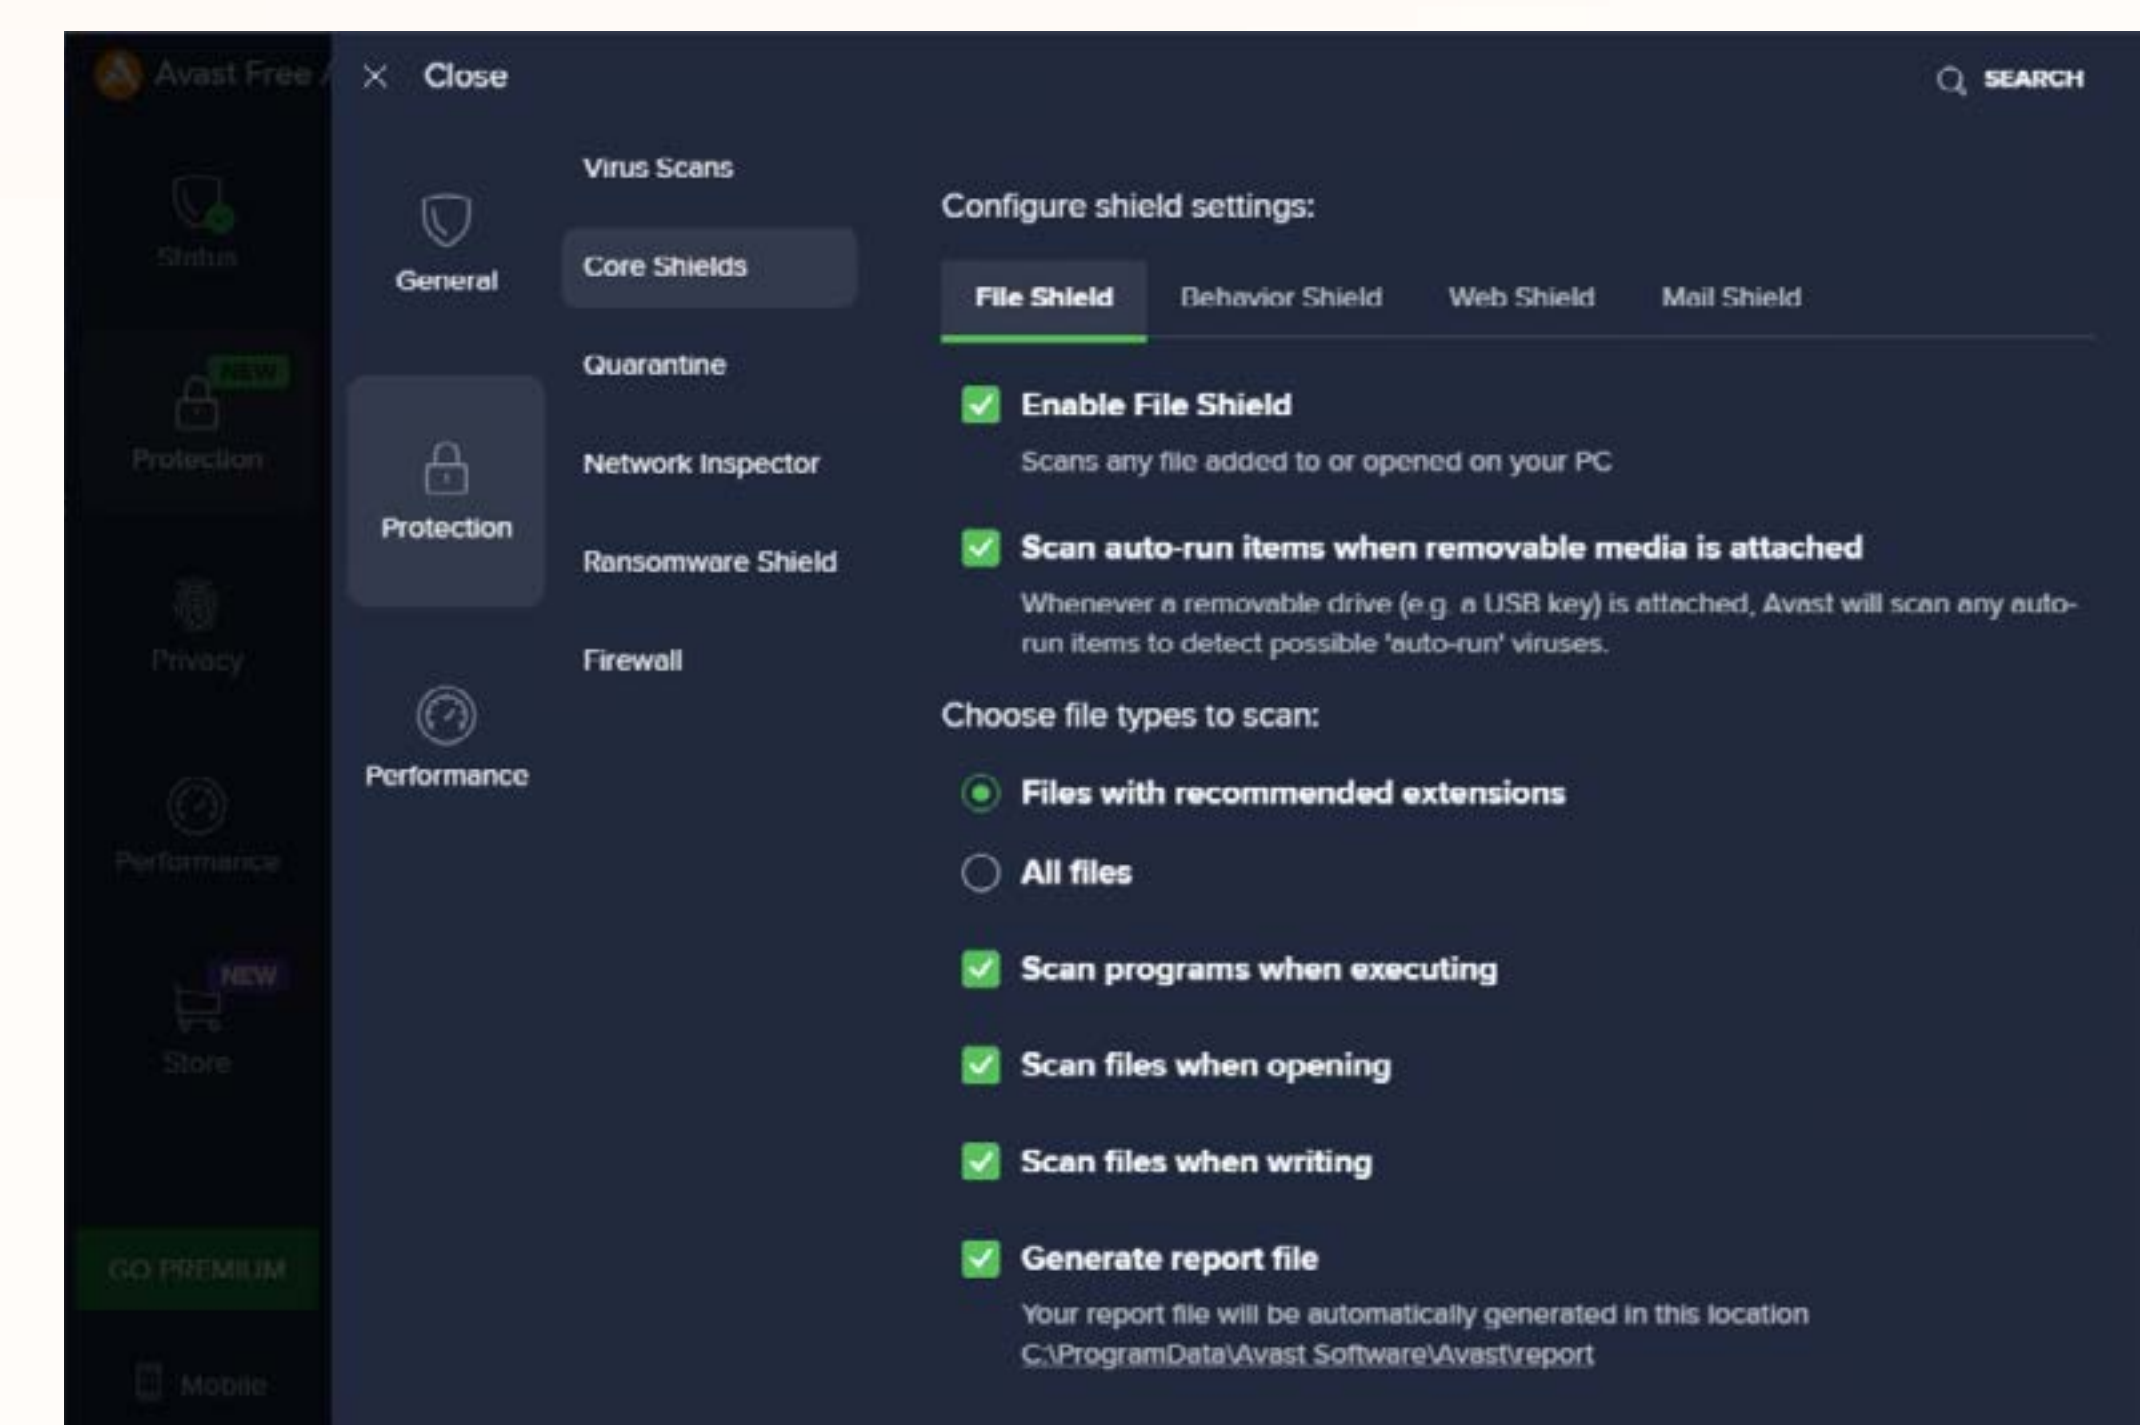 Avast Free
Close
SEARCH
Status
NEW
Protection
Privacy
Performance
NEW
Store
GO PREMIUM
Mobile
General
Protection
Performance
Virus Scans
Core Shields
Quarantine
Network Inspector
Ransomware Shield
Firewall
Configure shield settings:
File Shield
Behavior Shield
Web Shield
Mail Shield
Enable File Shield
Scans any file added to or opened on your PC
Scan auto-run items when removable media is attached
Whenever a removable drive (e.g. a USB key) is attached, Avast will scan any auto-
run items to detect possible 'auto-run' viruses.
Choose file types to scan:
Files with recommended extensions
All files
Scan programs when executing
Scan files when opening
Scan files when writing
Generate report file
Your report file will be automatically generated in this location
C:\ProgramData\Avast Software\Avast\report